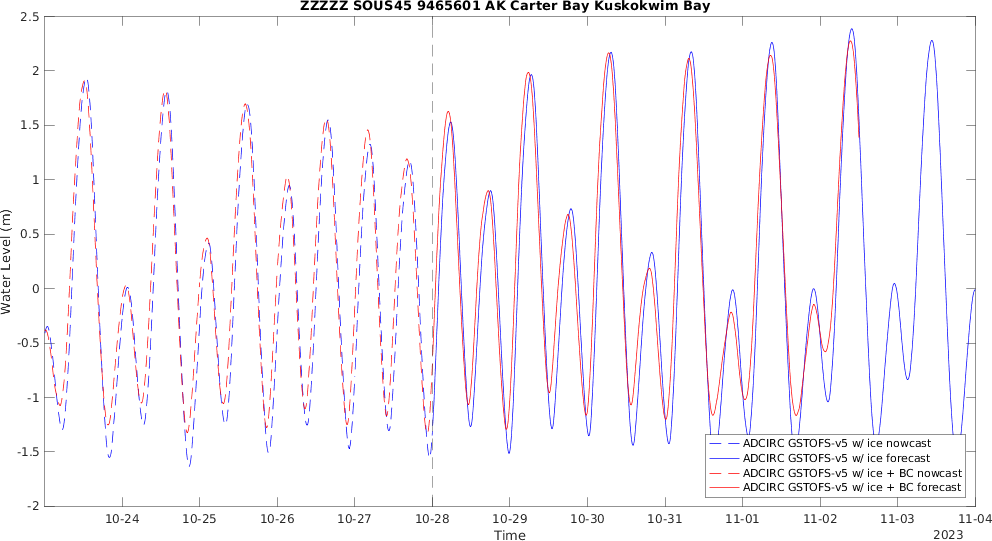 ZZZZZ SOUS45 9465601 AK Carter Bay Kuskokwim Bay
Water Level (m)
2.5
2
1.5
1
0.5
0
-0.5
-1
-1.5
-2
10-24 10-25 10-26 10-27 10-28 10-29 10-30 10-31 11-01 11-02 11-03 11-04
Time
2023
ADCIRC GSTOFS-v5 w/ ice nowcast
ADCIRC GSTOFS-v5 w/ ice forecast
ADCIRC GSTOFS-v5 w/ ice + BC nowcast
ADCIRC GSTOFS-v5 w/ ice + BC forecast